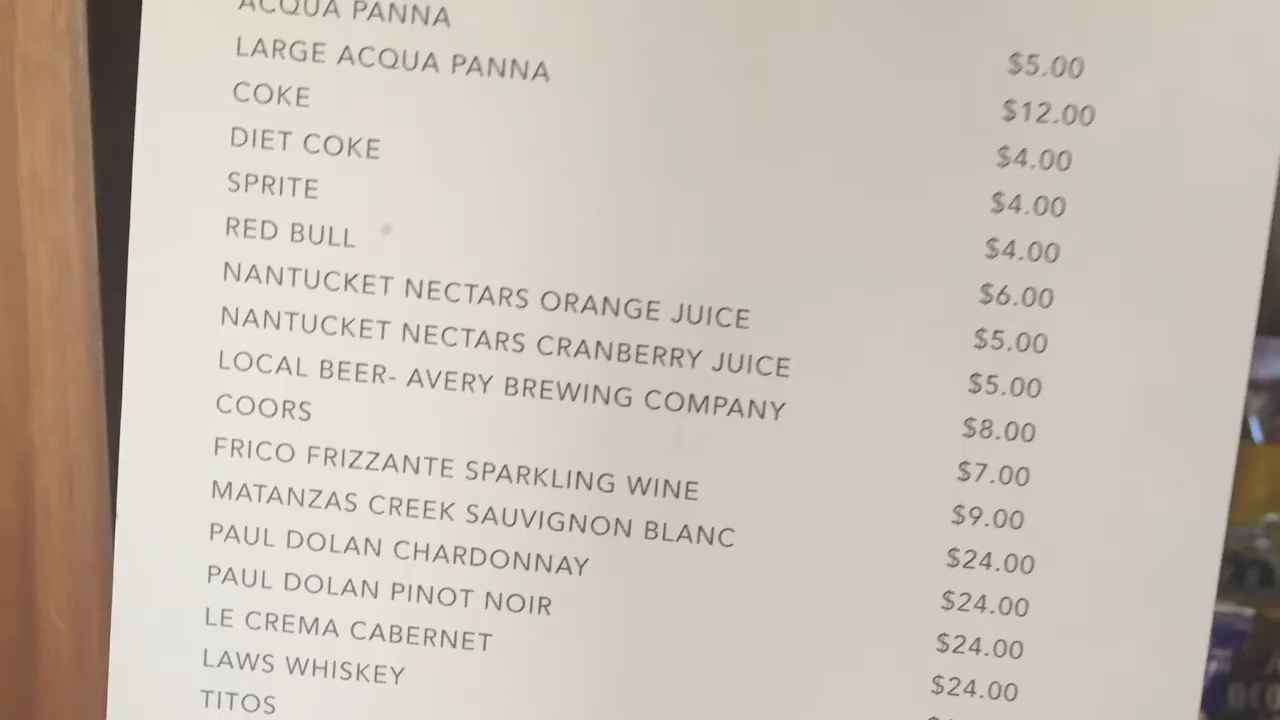 ACQUA PANNA $5.00
LARGE ACQUA PANNA $12.00
COKE $4.00
DIET COKE $4.00
SPRITE $4.00
RED BULL $6.00
NANTUCKET NECTARS ORANGE JUICE $5.00
NANTUCKET NECTARS CRANBERRY JUICE $5.00
LOCAL BEER- AVERY BREWING COMPANY $8.00
COORS $7.00
FRICO FRIZZANTE SPARKLING WINE $9.00
MATANZAS CREEK SAUVIGNON BLANC $24.00
PAUL DOLAN CHARDONNAY $24.00
PAUL DOLAN PINOT NOIR $24.00
LE CREMA CABERNET $24.00
LAWS WHISKEY
TITOS